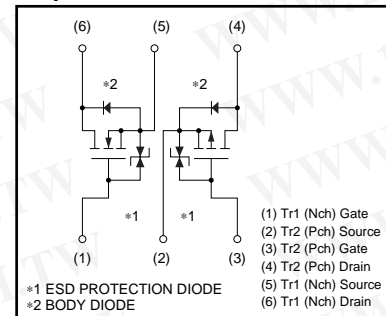 (6) (5) (4)
∗2 ∗2
∗1 ∗1
(1) (2) (3)
(1) Tr1 (Nch) Gate
(2) Tr2 (Pch) Source
(3) Tr2 (Pch) Gate
(4) Tr2 (Pch) Drain
(5) Tr1 (Nch) Source
(6) Tr1 (Nch) Drain
∗1 ESD PROTECTION DIODE
∗2 BODY DIODE